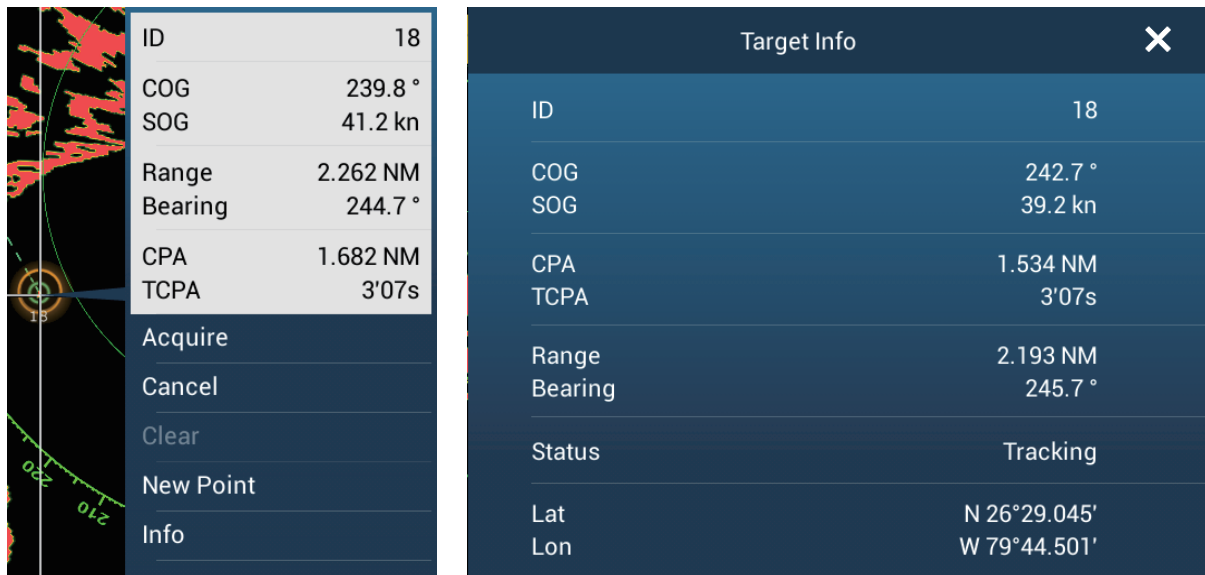 ID 18
COG 239.8 °
SOG 41.2 kn
Range 2.262 NM
Bearing 244.7 °
CPA 1.682 NM
TCPA 3'07s
Acquire
Cancel
Clear
New Point
Info
18
220
210
Target Info
ID 18
COG 242.7 °
SOG 39.2 kn
CPA 1.534 NM
TCPA 3'07s
Range 2.193 NM
Bearing 245.7 °
Status Tracking
Lat N 26°29.045'
Lon W 79°44.501'